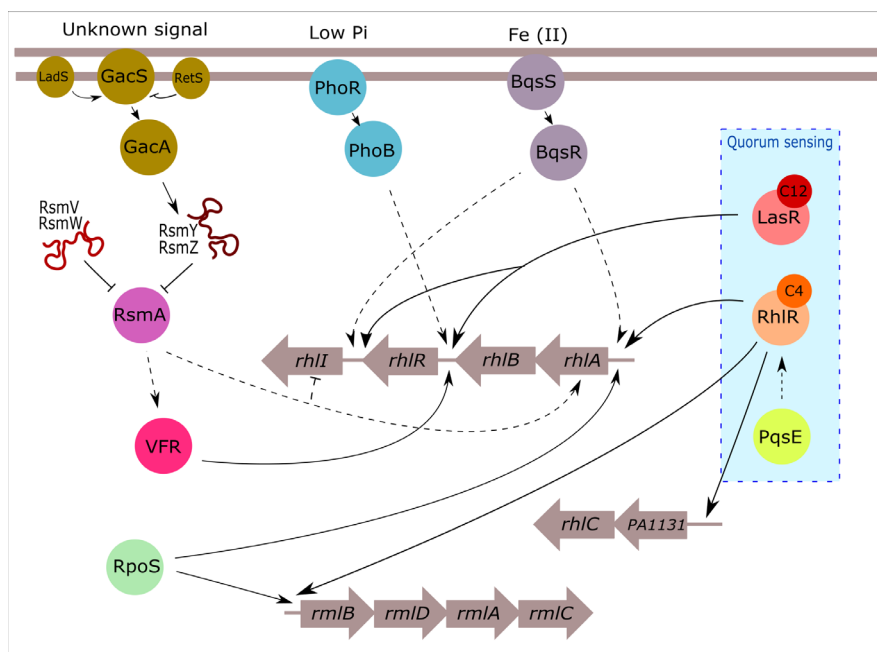 Unknown signal
Low Pi
Fe (II)
LadS
GacS
RetS
PhoR
BqsS
GacA
PhoB
BqsR
Quorum sensing
C12
LasR
RsmV
RsmW
RsmY
RsmZ
C4
RhlR
RsmA
rhlI
rhlR
rhlB
rhlA
VFR
PqsE
rhlC
PA1131
RpoS
rmlB
rmlD
rmlA
rmlC